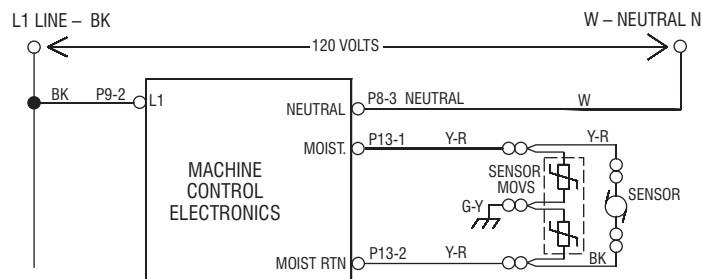 L1 LINE – BK
W – NEUTRAL N
120 VOLTS
BK P9-2 L1
NEUTRAL P8-3 NEUTRAL W
MOIST. P13-1 Y-R Y-R
MACHINE
CONTROL
ELECTRONICS
SENSOR
MOVS
SENSOR
G-Y
MOIST RTN P13-2 Y-R BK